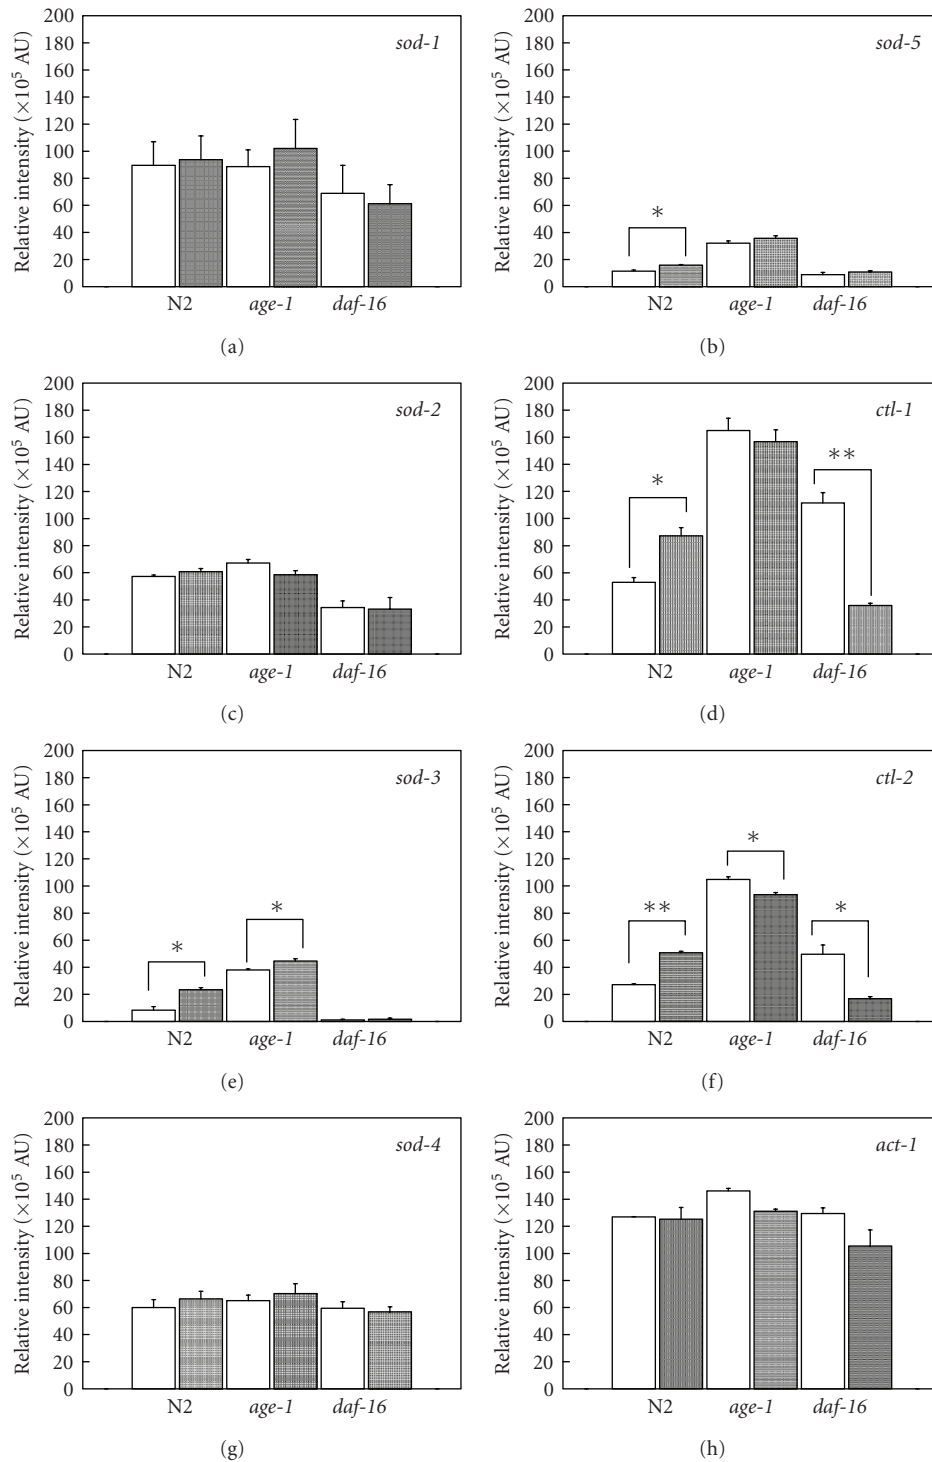 200
180
160
140
120
100
80
60
40
20
0
Relative intensity (×10⁵ AU)
sod-1
N2 age-1 daf-16
(a)
200
180
160
140
120
100
80
60
40
20
0
Relative intensity (×10⁵ AU)
sod-5
*
N2 age-1 daf-16
(b)
200
180
160
140
120
100
80
60
40
20
0
Relative intensity (×10⁵ AU)
sod-2
N2 age-1 daf-16
(c)
200
180
160
140
120
100
80
60
40
20
0
Relative intensity (×10⁵ AU)
ctl-1
* **
N2 age-1 daf-16
(d)
200
180
160
140
120
100
80
60
40
20
0
Relative intensity (×10⁵ AU)
sod-3
* *
N2 age-1 daf-16
(e)
200
180
160
140
120
100
80
60
40
20
0
Relative intensity (×10⁵ AU)
ctl-2
** * *
N2 age-1 daf-16
(f)
200
180
160
140
120
100
80
60
40
20
0
Relative intensity (×10⁵ AU)
sod-4
N2 age-1 daf-16
(g)
200
180
160
140
120
100
80
60
40
20
0
Relative intensity (×10⁵ AU)
act-1
N2 age-1 daf-16
(h)